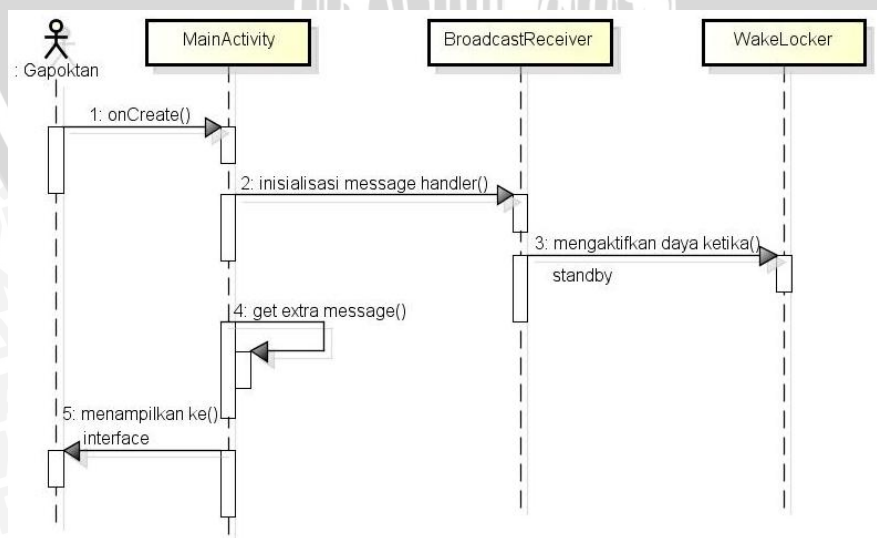 MainActivity
BroadcastReceiver
WakeLocker
: Gapoktan
1: onCreate()
2: inisialisasi message handler()
3: mengaktifkan daya ketika()
standby
4: get extra message()
5: menampilkan ke()
interface